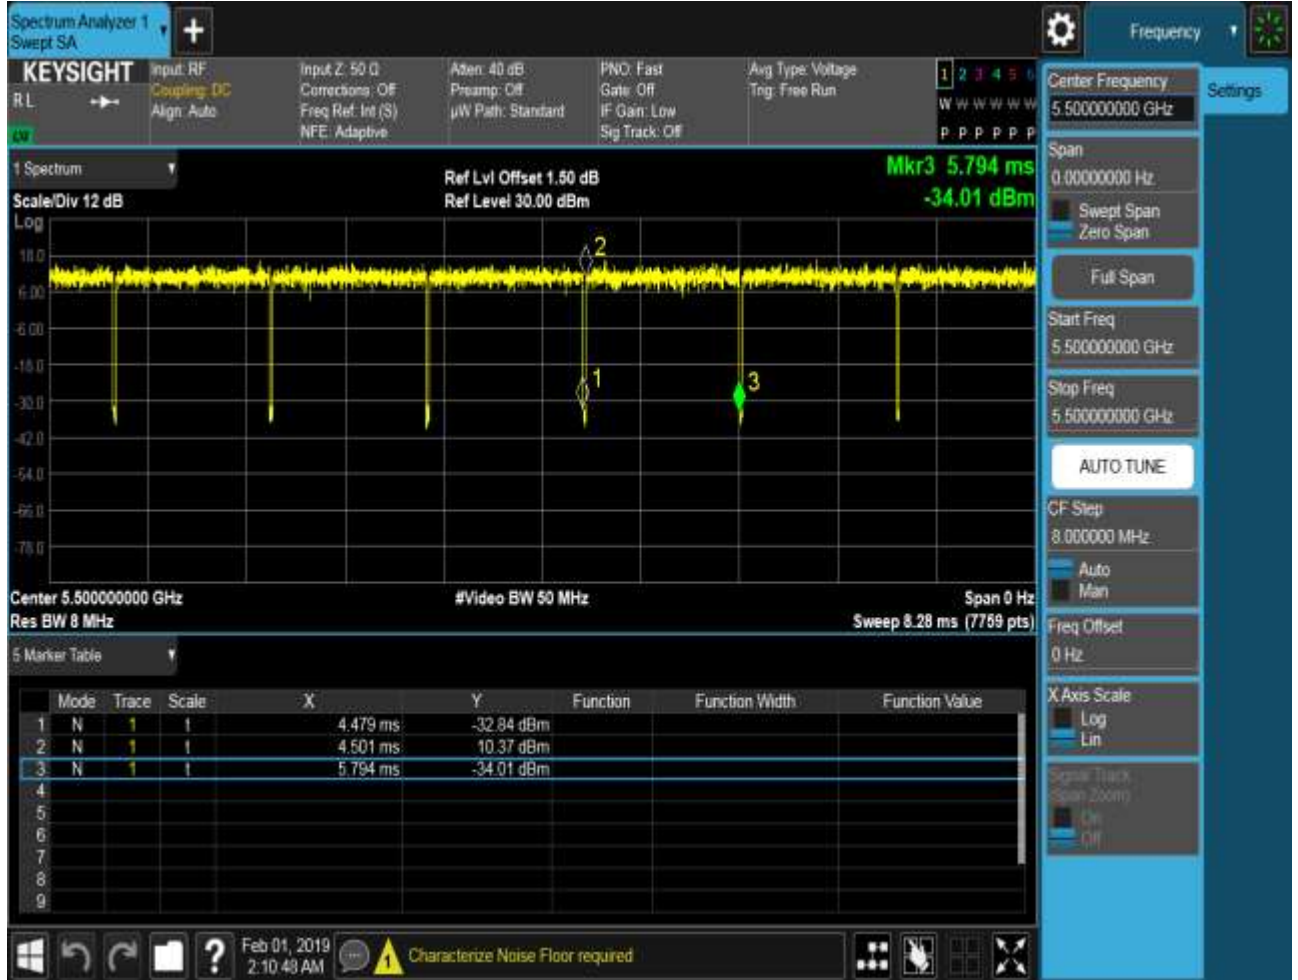 Spectrum Analyzer 1
Swept SA
Frequency
KEYSIGHT
RL
Input: RF
Coupling: DC
Align: Auto
Input Z: 50 Ω
Corrections: Off
Freq Ref: Int (S)
NFE: Adaptive
Atten: 40 dB
Preamp: Off
µW Path: Standard
PNO: Fast
Gate: Off
IF Gain: Low
Sig Track: Off
Avg Type: Voltage
Trig: Free Run
1 2 3 4 5 6
W W W W W W
P P P P P P
1 Spectrum
Scale/Div 12 dB
Ref Lvl Offset 1.50 dB
Ref Level 30.00 dBm
Mkr3 5.794 ms
-34.01 dBm
Log
18.0
6.00
-6.00
-18.0
-30.0
-42.0
-54.0
-66.0
-78.0
2
1
3
Center 5.500000000 GHz
#Video BW 50 MHz
Span 0 Hz
Res BW 8 MHz
Sweep 8.28 ms (7759 pts)
5 Marker Table
Mode Trace Scale X Y Function Function Width Function Value
1 N 1 t 4.479 ms -32.84 dBm
2 N 1 t 4.501 ms 10.37 dBm
3 N 1 t 5.794 ms -34.01 dBm
4
5
6
7
8
9
Feb 01, 2019
2:10:48 AM
1
Characterize Noise Floor required
?
Settings
Center Frequency
5.500000000 GHz
Span
0.00000000 Hz
Swept Span
Zero Span
Full Span
Start Freq
5.500000000 GHz
Stop Freq
5.500000000 GHz
AUTO TUNE
CF Step
8.000000 MHz
Auto
Man
Freq Offset
0 Hz
X Axis Scale
Log
Lin
Signal Track
(Span Zoom)
On
Off